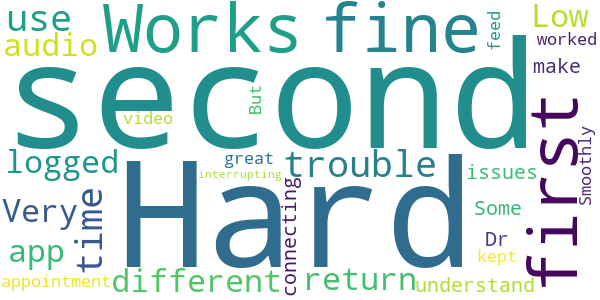 use
Works
fine
feed
Low
audio
worked
second
make
But
video
first
Smoothly
logged
great
trouble
issues
interrupting
Hard
Very
time
connecting
Some
app
Dr
kept
appointment
different
return
understand